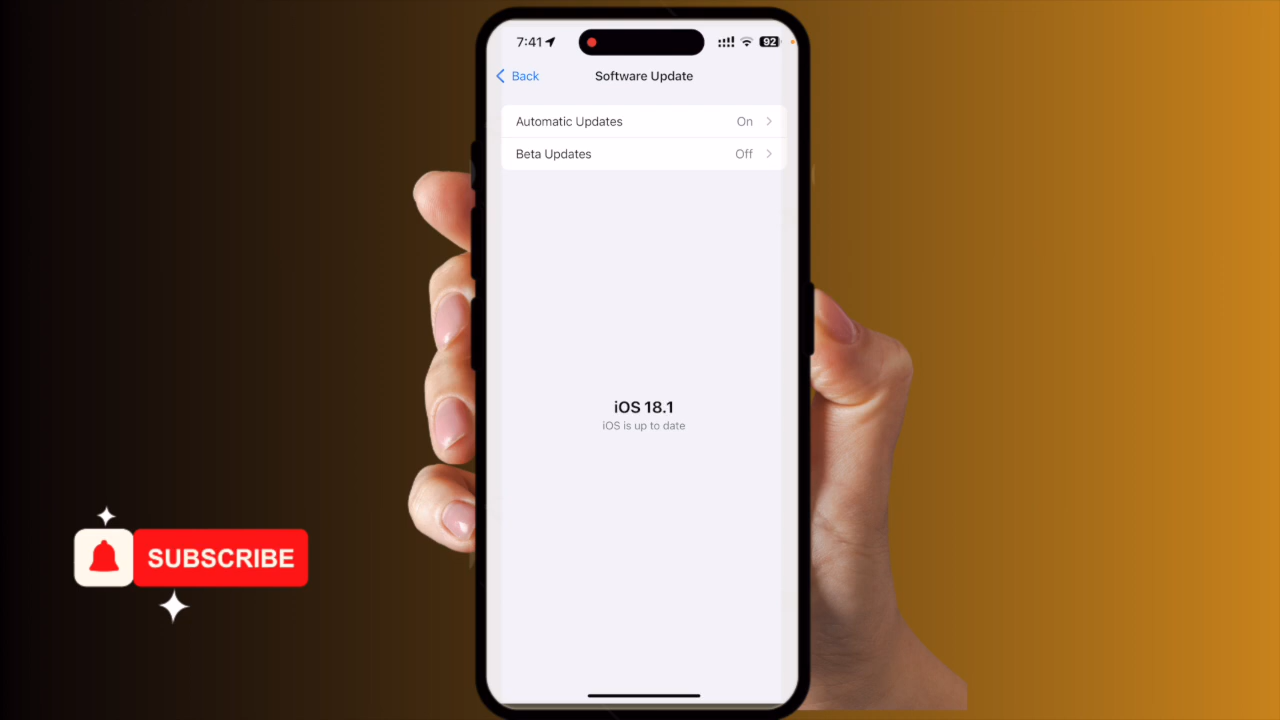 7:41
92
Back
Software Update
Automatic Updates On
Beta Updates Off
iOS 18.1
iOS is up to date
SUBSCRIBE